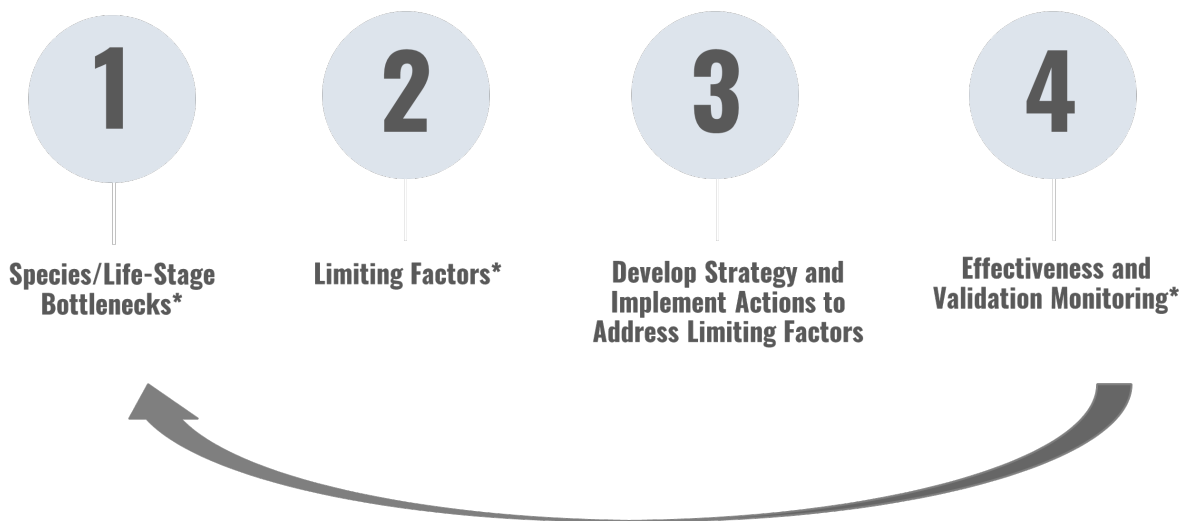 1
Species/Life-Stage
Bottlenecks*
2
Limiting Factors*
3
Develop Strategy and
Implement Actions to
Address Limiting Factors
4
Effectiveness and
Validation Monitoring*